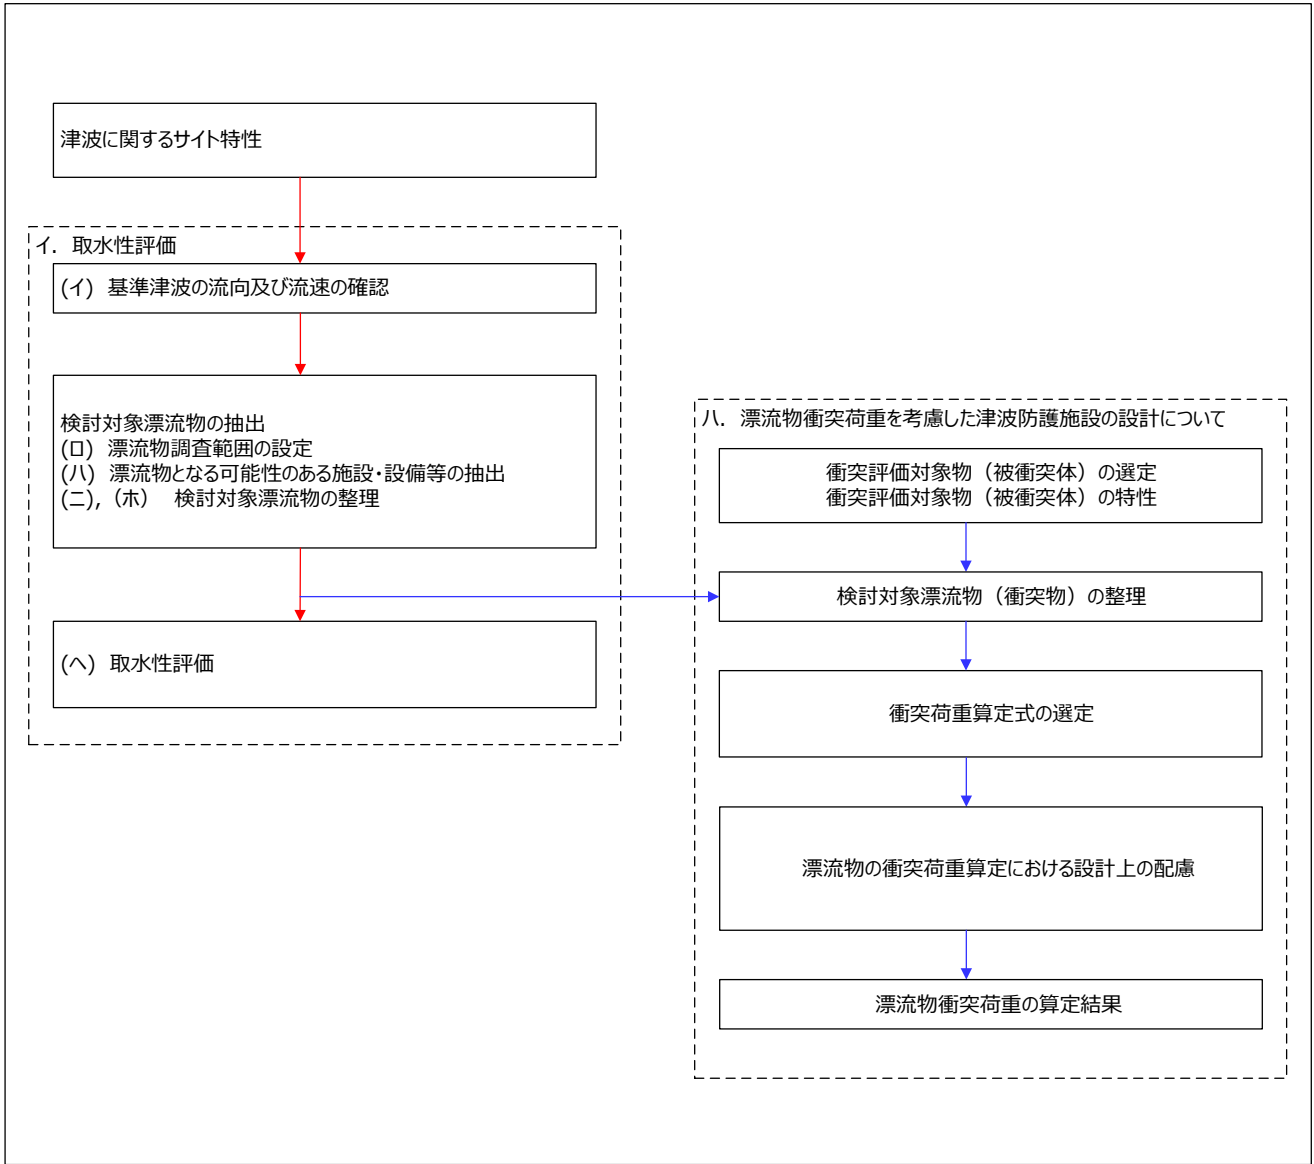 津波に関するサイト特性
イ. 取水性評価
(イ) 基準津波の流向及び流速の確認
検討対象漂流物の抽出
(ロ) 漂流物調査範囲の設定
(ハ) 漂流物となる可能性のある施設・設備等の抽出
(ニ), (ホ) 検討対象漂流物の整理
(ヘ) 取水性評価
ハ. 漂流物衝突荷重を考慮した津波防護施設の設計について
衝突評価対象物（被衝突体）の選定
衝突評価対象物（被衝突体）の特性
検討対象漂流物（衝突物）の整理
衝突荷重算定式の選定
漂流物の衝突荷重算定における設計上の配慮
漂流物衝突荷重の算定結果